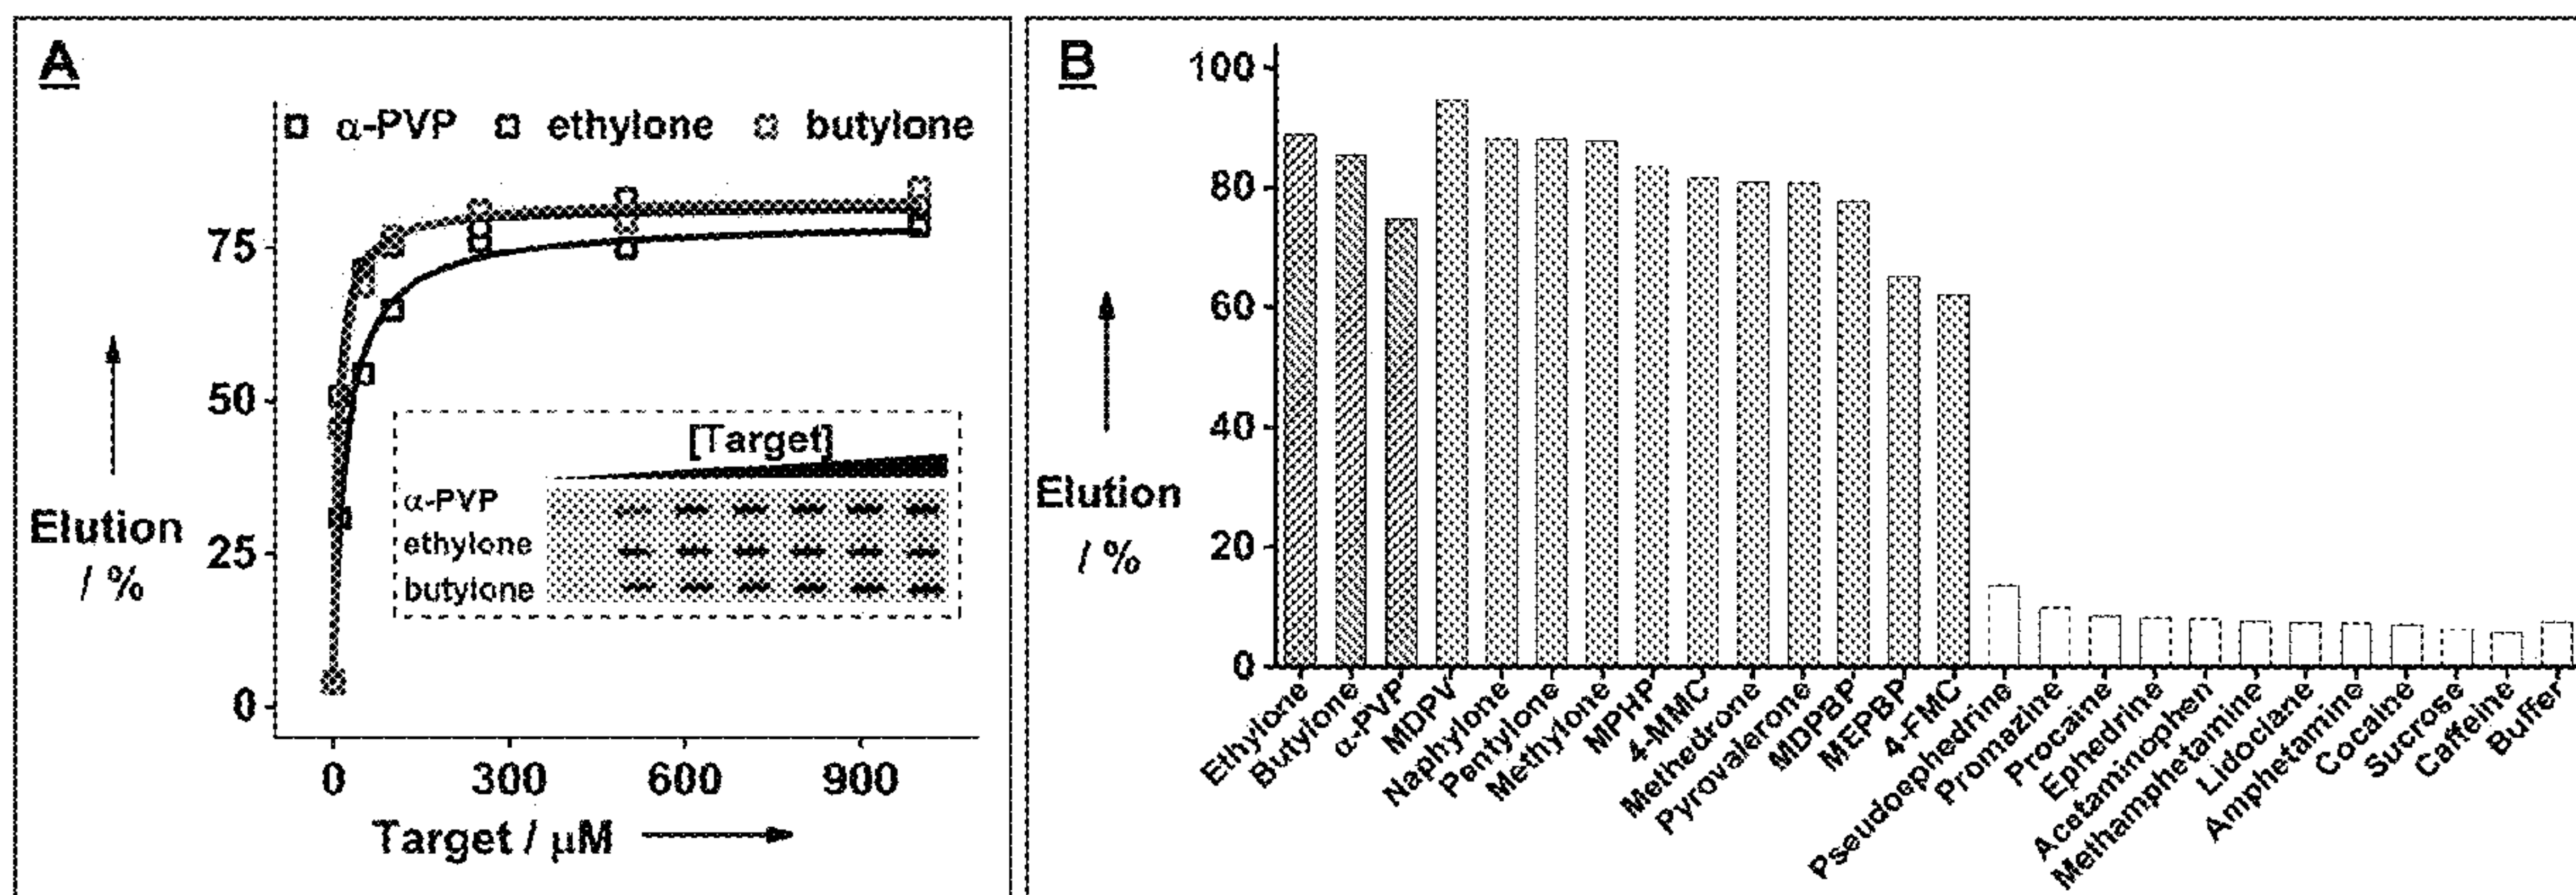 A
α-PVP ethylone butylone
75
50
25
0
Elution
/ %
[Target]
α-PVP
ethylone
butylone
0 300 600 900
Target / μM
B
100
80
60
40
20
0
Elution
/ %
Ethylone
Butylone
α-PVP
MDPV
Naphylone
Pentylone
Methylone
MPHP
4-MMC
Methedrone
Pyrovalerone
MDPBP
MEPBP
4-FMC
Pseudoephedrine
Promazine
Procaine
Ephedrine
Acetaminophen
Methamphetamine
Lidociane
Amphetamine
Cocaine
Sucrose
Caffeine
Buffer